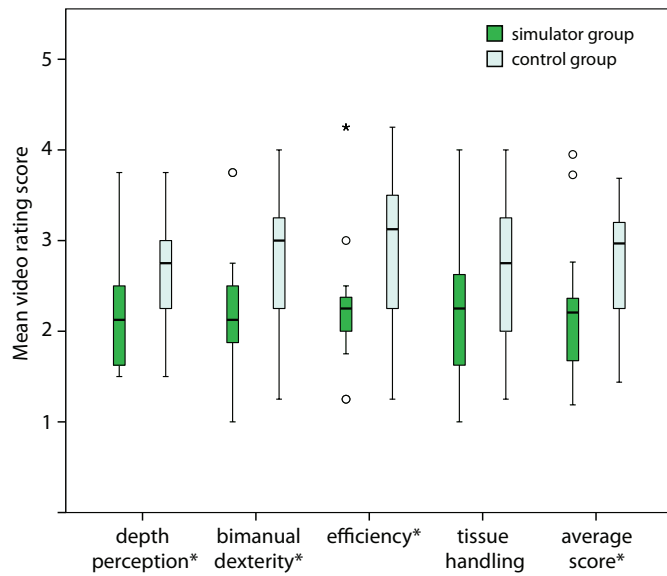 simulator group
control group
Mean video rating score
5
4
3
2
1
depth
perception*
bimanual
dexterity*
efficiency*
tissue
handling
average
score*